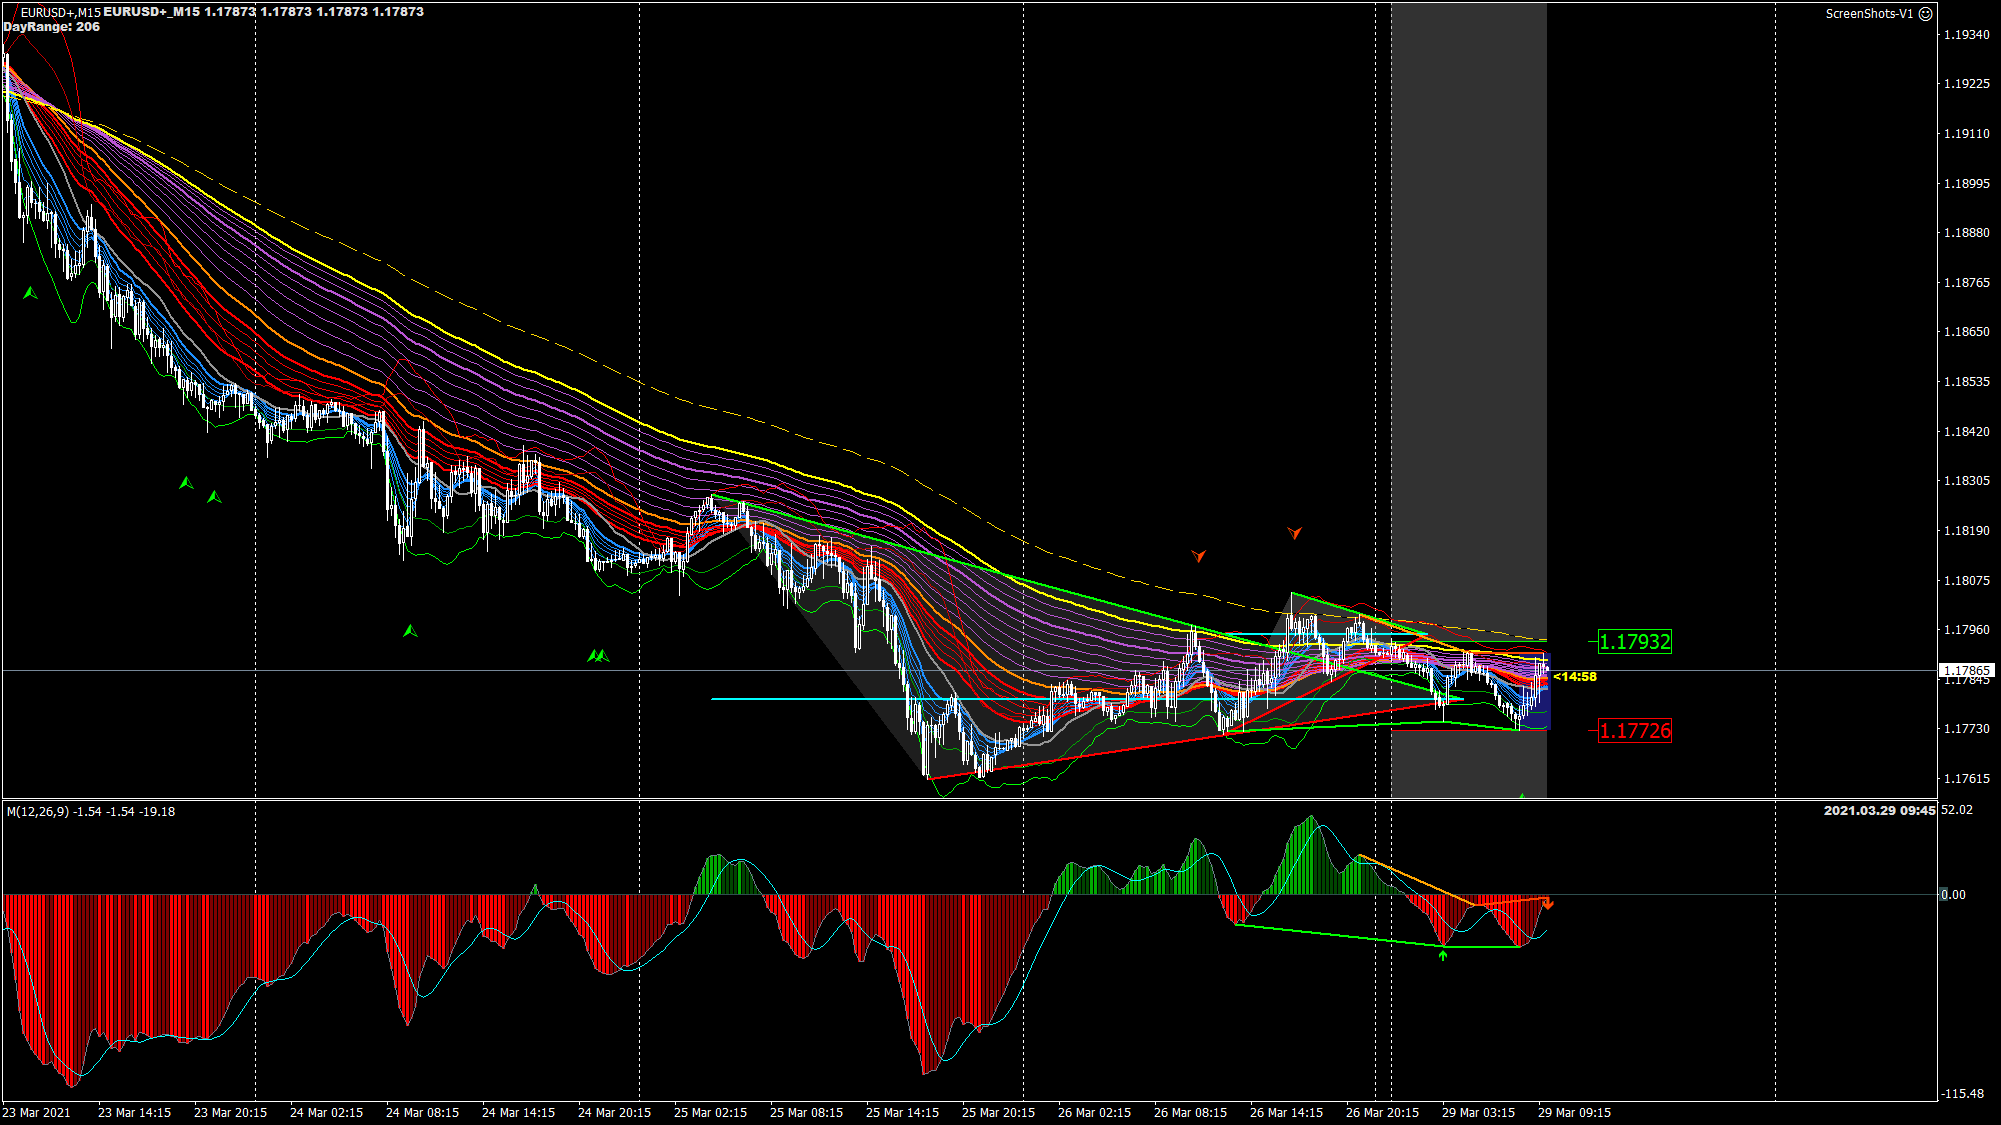 EURUSD+,M15 EURUSD+_M15 1.17873 1.17873 1.17873 1.17873
DayRange: 206
ScreenShots-V1 ☺
1.19340
1.19225
1.19110
1.18995
1.18880
1.18765
1.18650
1.18535
1.18420
1.18305
1.18190
1.18075
1.17960
1.17932
1.17865
<14:58
1.17845
1.17726
1.17730
1.17615
M(12,26,9) -1.54 -1.54 -19.18
2021.03.29 09:45
52.02
0.00
-115.48
23 Mar 2021
23 Mar 14:15
23 Mar 20:15
24 Mar 02:15
24 Mar 08:15
24 Mar 14:15
24 Mar 20:15
25 Mar 02:15
25 Mar 08:15
25 Mar 14:15
25 Mar 20:15
26 Mar 02:15
26 Mar 08:15
26 Mar 14:15
26 Mar 20:15
29 Mar 03:15
29 Mar 09:15